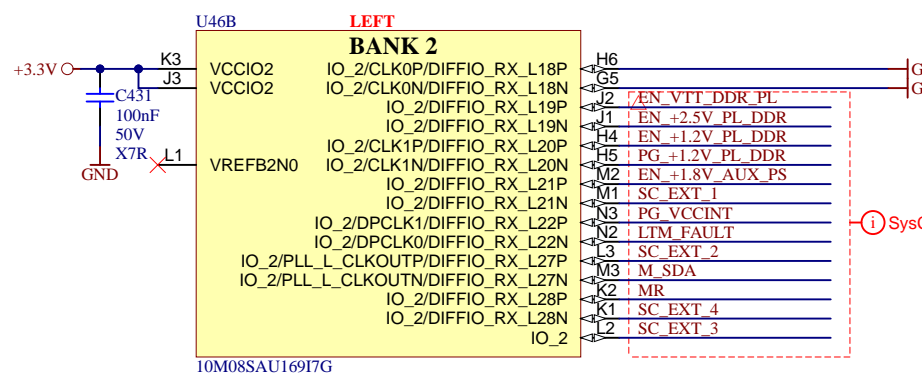 U46B LEFT
BANK 2
+3.3V K3 VCCIO2 IO_2/CLK0P/DIFFIO_RX_L18P H6 G
J3 VCCIO2 IO_2/CLK0N/DIFFIO_RX_L18N G5 G
C431 IO_2/DIFFIO_RX_L19P J2 EN_VTT_DDR_PL
100nF IO_2/DIFFIO_RX_L19N J1 EN_+2.5V_PL_DDR
50V IO_2/CLK1P/DIFFIO_RX_L20P H4 EN_+1.2V_PL_DDR
X7R L1 VREFB2N0 IO_2/CLK1N/DIFFIO_RX_L20N H5 PG_+1.2V_PL_DDR
GND IO_2/DIFFIO_RX_L21P M2 EN_+1.8V_AUX_PS
IO_2/DIFFIO_RX_L21N M1 SC_EXT_1
IO_2/DPCLK1/DIFFIO_RX_L22P N3 PG_VCCINT
IO_2/DPCLK0/DIFFIO_RX_L22N N2 LTM_FAULT
i Sys
IO_2/PLL_L_CLKOUTP/DIFFIO_RX_L27P L3 SC_EXT_2
IO_2/PLL_L_CLKOUTN/DIFFIO_RX_L27N M3 M_SDA
IO_2/DIFFIO_RX_L28P K2 MR
IO_2/DIFFIO_RX_L28N K1 SC_EXT_4
IO_2 L2 SC_EXT_3
10M08SAU169I7G